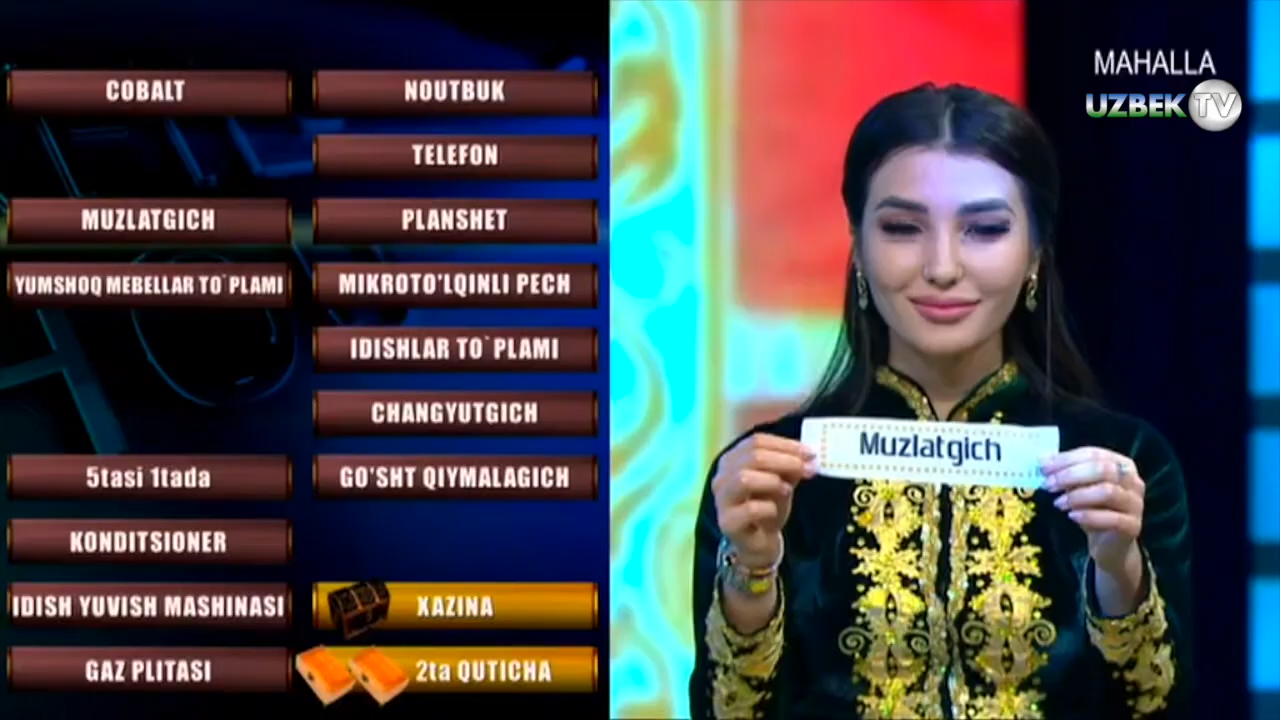 COBALT
MUZLATGICH
YUMSHOQ MEBELLAR TO`PLAMI
5tasi 1tada
KONDITSIONER
IDISH YUVISH MASHINASI
GAZ PLITASI
NOUTBUK
TELEFON
PLANSHET
MIKROTO'LQINLI PECH
IDISHLAR TO`PLAMI
CHANGYUTGICH
GO'SHT QIYMALAGICH
XAZINA
2ta QUTICHA
MAHALLA
UZBEK TV
Muzlatgich